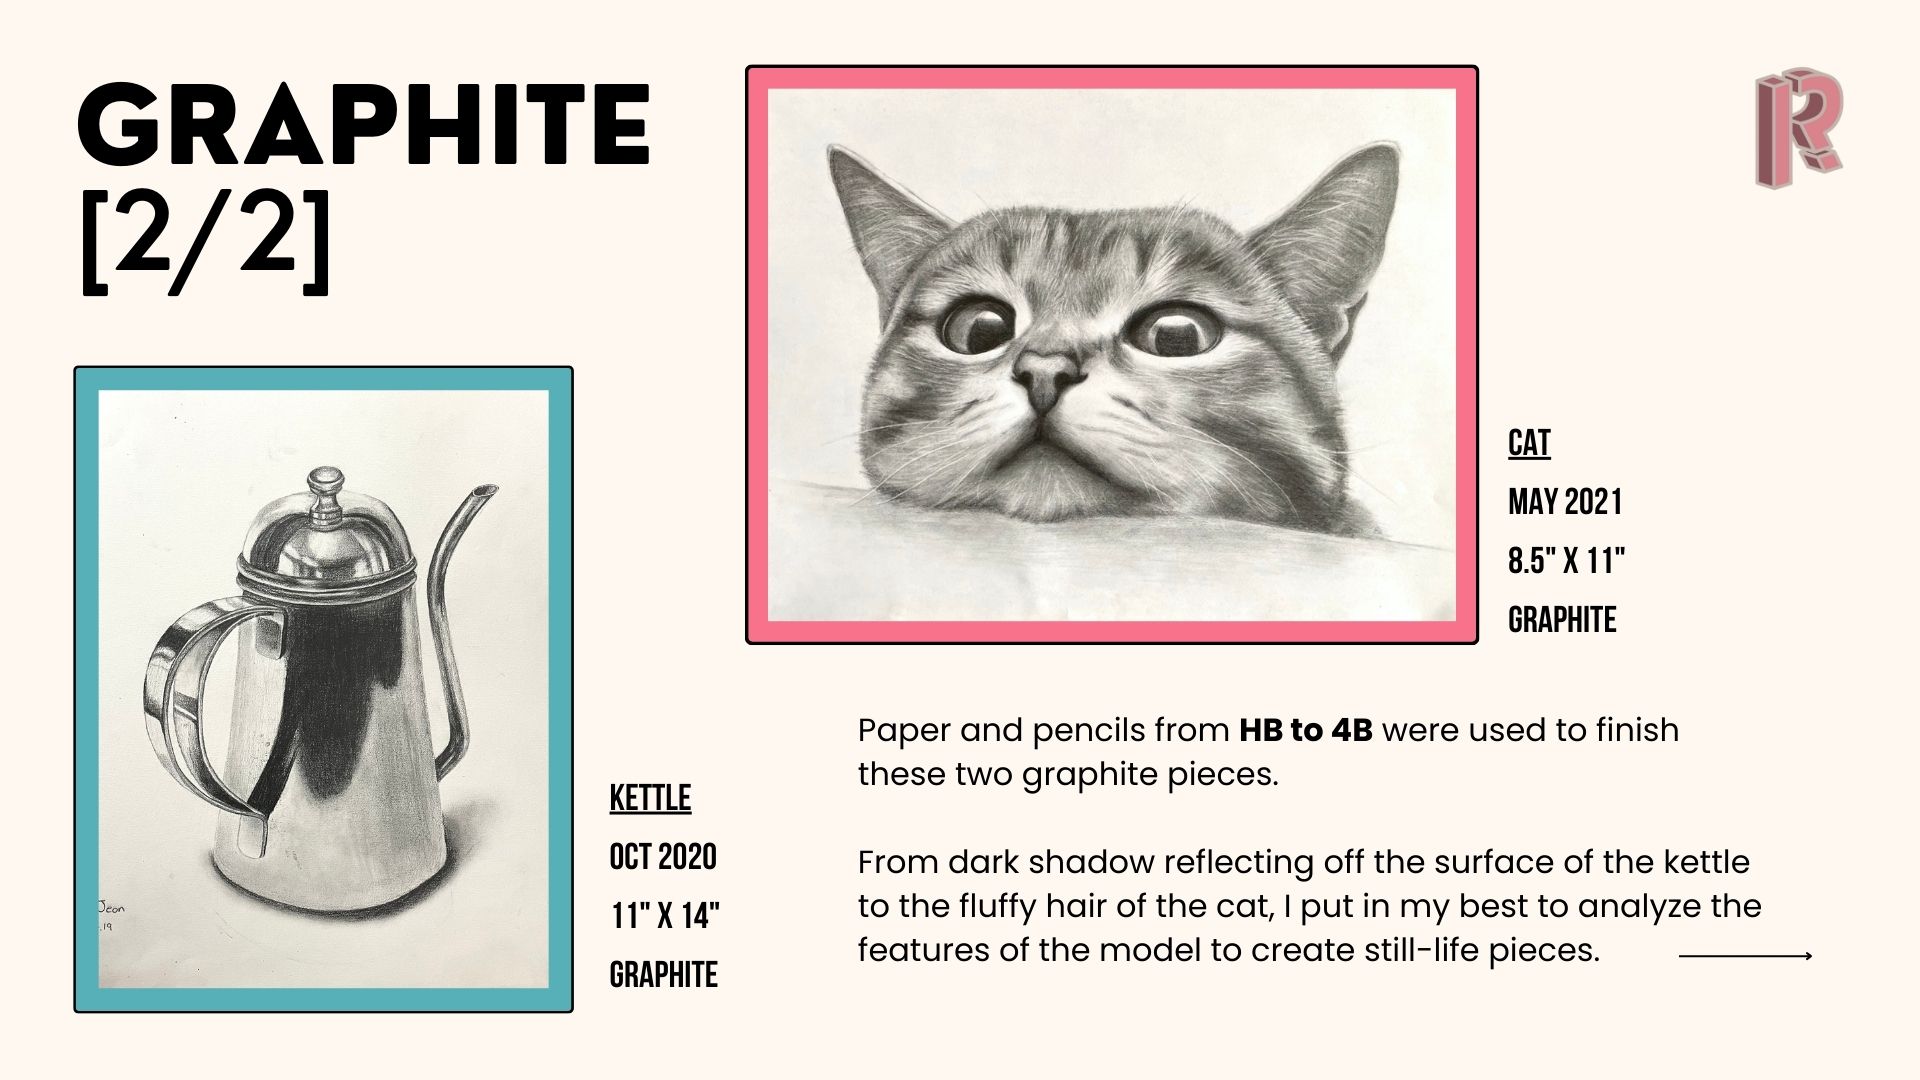 GRAPHITE
[2/2]
CAT
MAY 2021
8.5" X 11"
GRAPHITE
KETTLE
OCT 2020
11" X 14"
GRAPHITE
Paper and pencils from HB to 4B were used to finish
these two graphite pieces.
From dark shadow reflecting off the surface of the kettle
to the fluffy hair of the cat, I put in my best to analyze the
features of the model to create still-life pieces.
Jeon
.19
R